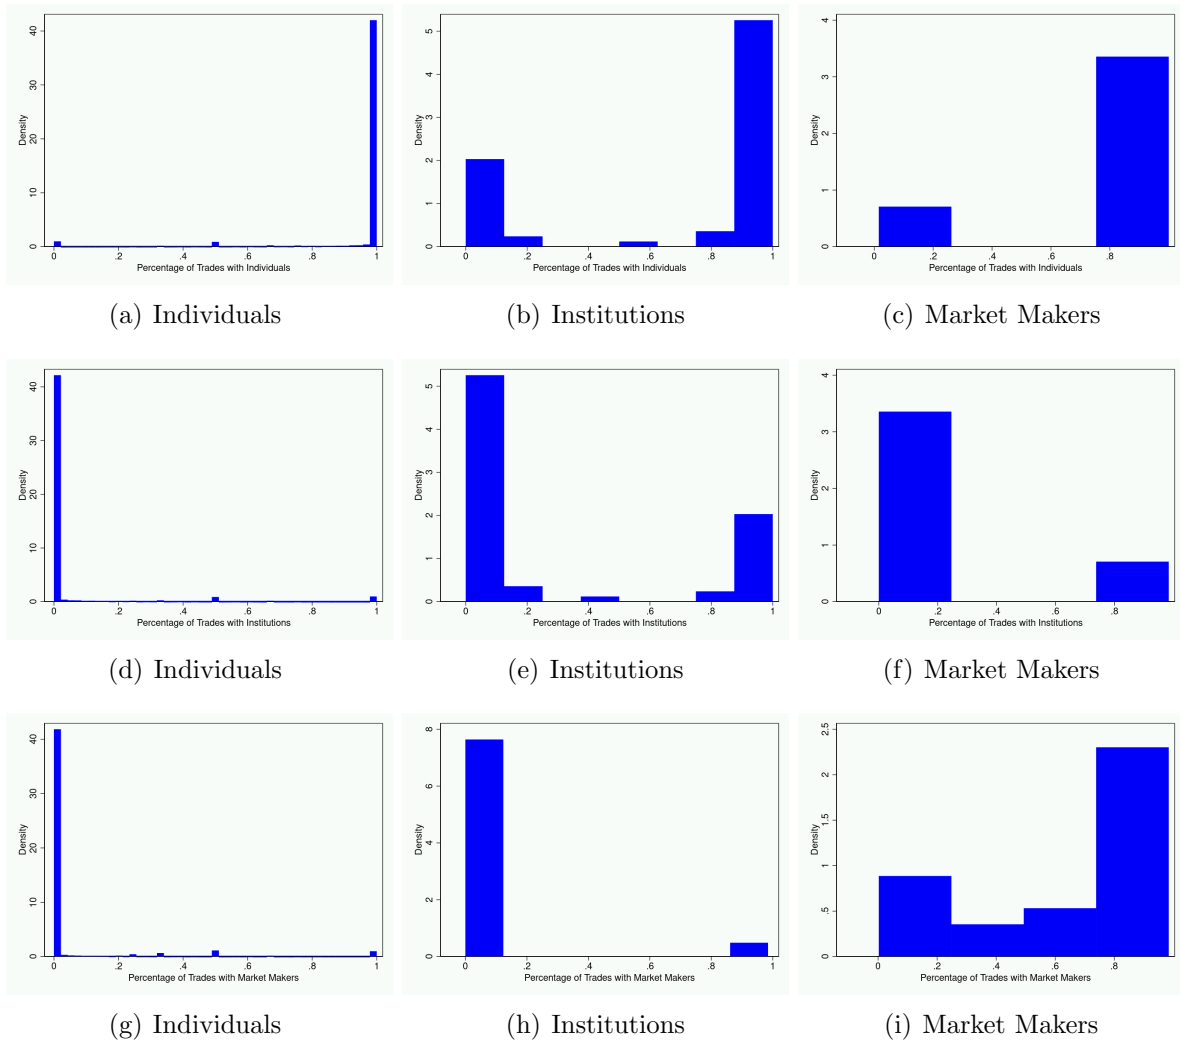 40
30
20
10
0
Density
0 .2 .4 .6 .8 1
Percentage of Trades with Individuals
(a) Individuals
5
4
3
2
1
0
Density
0 .2 .4 .6 .8 1
Percentage of Trades with Individuals
(b) Institutions
4
3
2
1
0
Density
0 .2 .4 .6 .8
Percentage of Trades with Individuals
(c) Market Makers
40
30
20
10
0
Density
0 .2 .4 .6 .8 1
Percentage of Trades with Institutions
(d) Individuals
5
4
3
2
1
0
Density
0 .2 .4 .6 .8 1
Percentage of Trades with Institutions
(e) Institutions
4
3
2
1
0
Density
0 .2 .4 .6 .8
Percentage of Trades with Institutions
(f) Market Makers
40
30
20
10
0
Density
0 .2 .4 .6 .8 1
Percentage of Trades with Market Makers
(g) Individuals
8
6
4
2
0
Density
0 .2 .4 .6 .8 1
Percentage of Trades with Market Makers
(h) Institutions
2.5
2
1.5
1
.5
0
Density
0 .2 .4 .6 .8
Percentage of Trades with Market Makers
(i) Market Makers